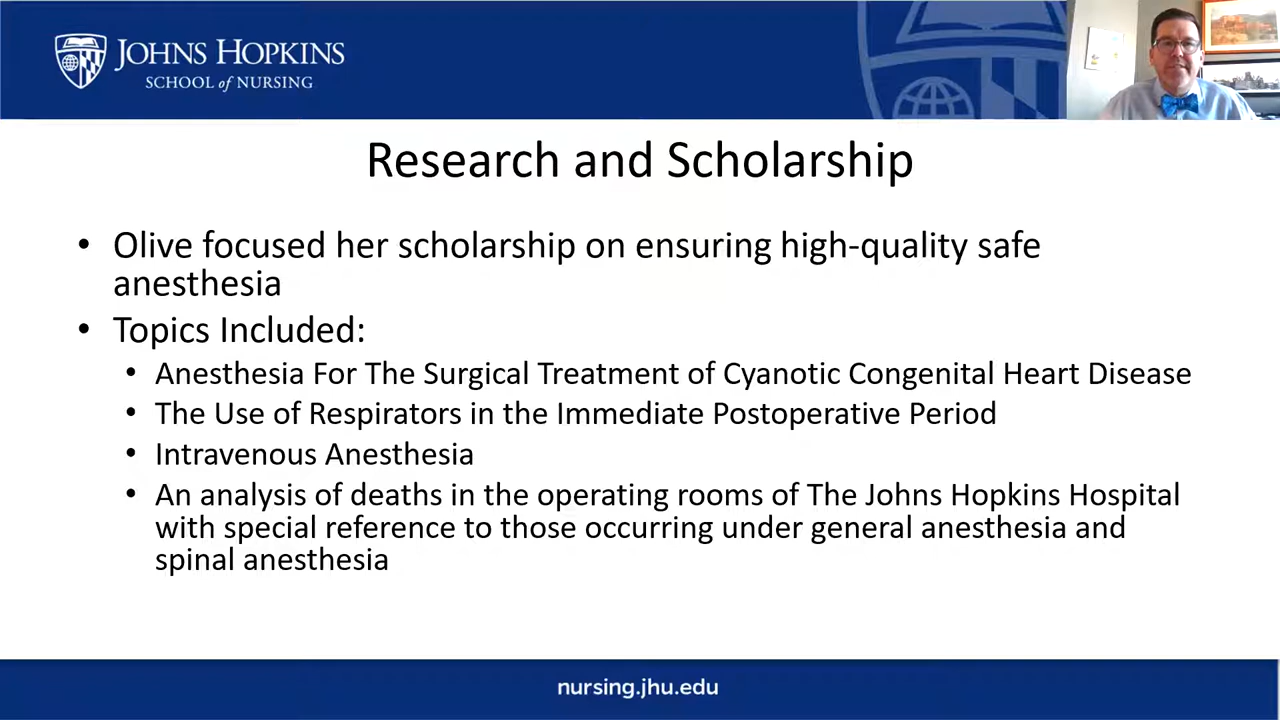 JOHNS HOPKINS
SCHOOL of NURSING
Research and Scholarship
• Olive focused her scholarship on ensuring high-quality safe
anesthesia
• Topics Included:
• Anesthesia For The Surgical Treatment of Cyanotic Congenital Heart Disease
• The Use of Respirators in the Immediate Postoperative Period
• Intravenous Anesthesia
• An analysis of deaths in the operating rooms of The Johns Hopkins Hospital
with special reference to those occurring under general anesthesia and
spinal anesthesia
nursing.jhu.edu